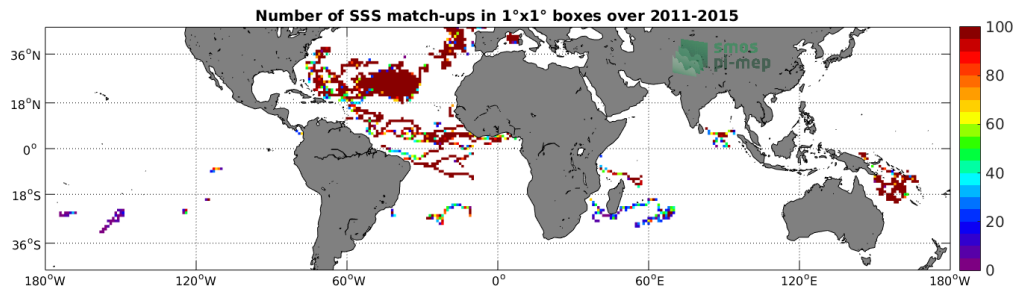 Number of SSS match-ups in 1°x1° boxes over 2011-2015
smos
pi-mep
36°N
18°N
0°
18°S
36°S
180°W
120°W
60°W
0°
60°E
120°E
180°W
100
80
60
40
20
0